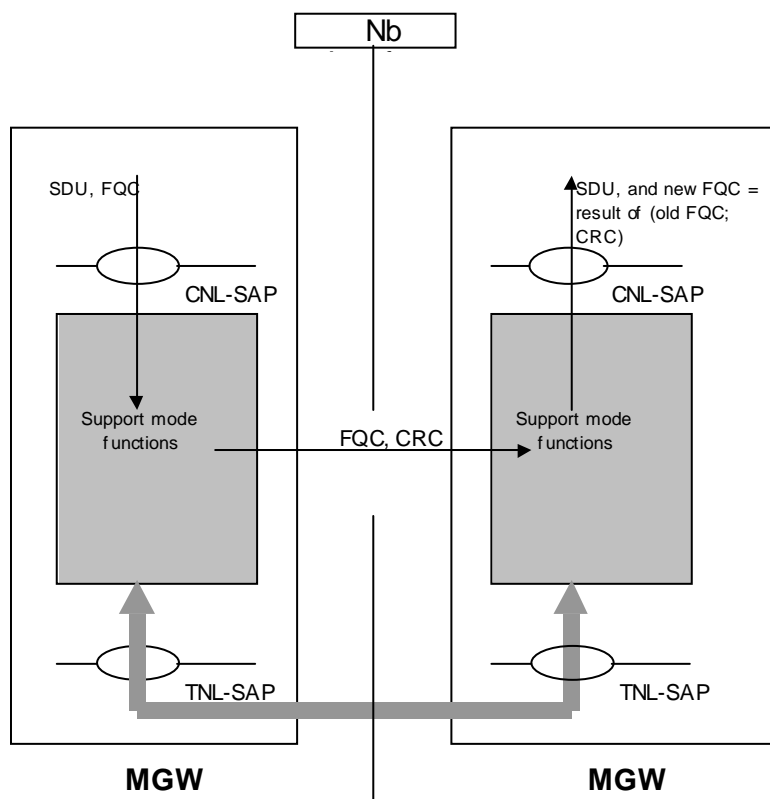 Nb
SDU, FQC
SDU, and new FQC =
result of (old FQC;
CRC)
CNL-SAP
CNL-SAP
Support mode
functions
Support mode
functions
FQC, CRC
TNL-SAP
TNL-SAP
MGW
MGW